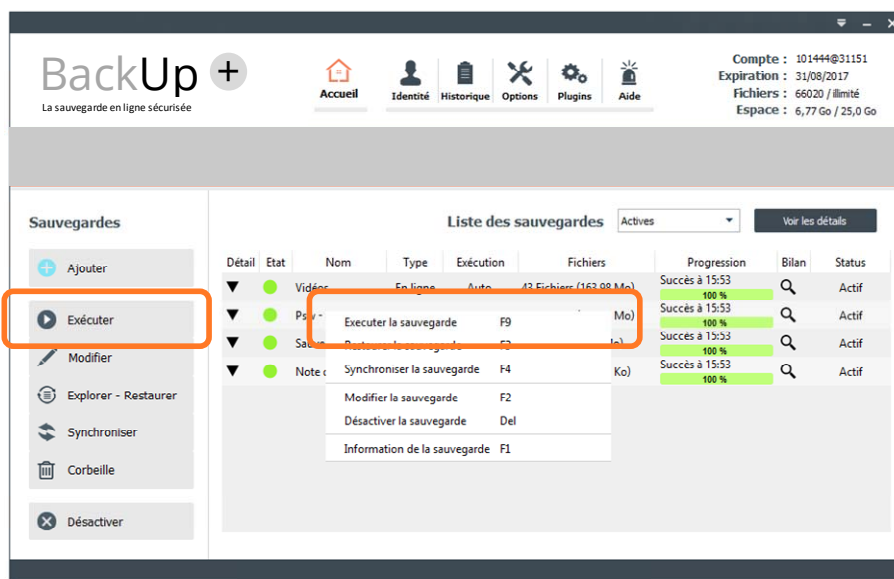 BackUp +
La sauvegarde en ligne sécurisée
Accueil Identité Historique Options Plugins Aide
Compte : 101444@31151
Expiration : 31/08/2017
Fichiers : 66020 / illimité
Espace : 6,77 Go / 25,0 Go
Sauvegardes
Liste des sauvegardes Actives Voir les détails
Ajouter
Exécuter
Modifier
Explorer - Restaurer
Synchroniser
Corbeille
Désactiver
Détail Etat Nom Type Exécution Fichiers Progression Bilan Status
Vidéos En ligne Auto 43 Fichiers (163,98 Mo) Succès à 15:53 100 % Actif
Mo) Succès à 15:53 100 % Actif
Succès à 15:53 100 % Actif
Note Ko) Succès à 15:53 100 % Actif
Executer la sauvegarde F9
Restaurer la sauvegarde F3
Synchroniser la sauvegarde F4
Modifier la sauvegarde F2
Désactiver la sauvegarde Del
Information de la sauvegarde F1